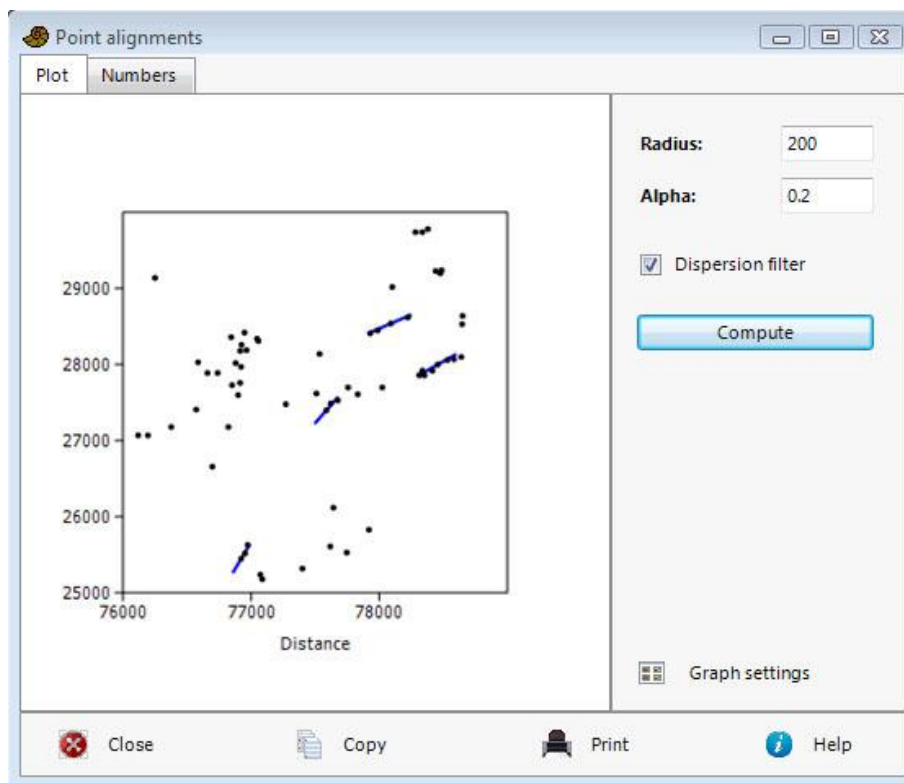 Point alignments
Plot Numbers
Radius: 200
Alpha: 0.2
Dispersion filter
Compute
29000
28000
27000
26000
25000
76000 77000 78000
Distance
Graph settings
Close Copy Print Help